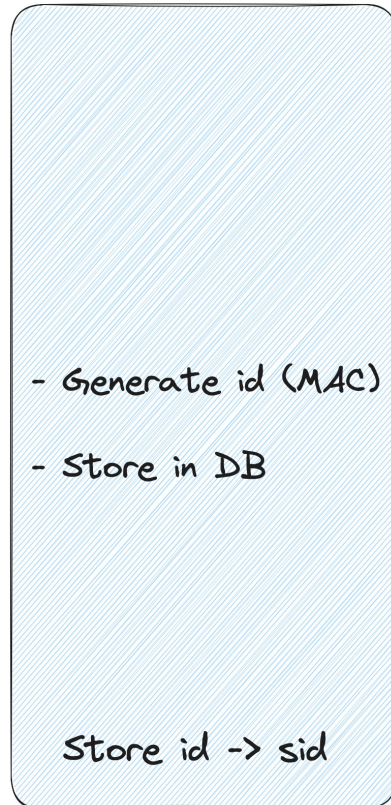 - Generate id (MAC)
- Store in DB
Store id -> sid